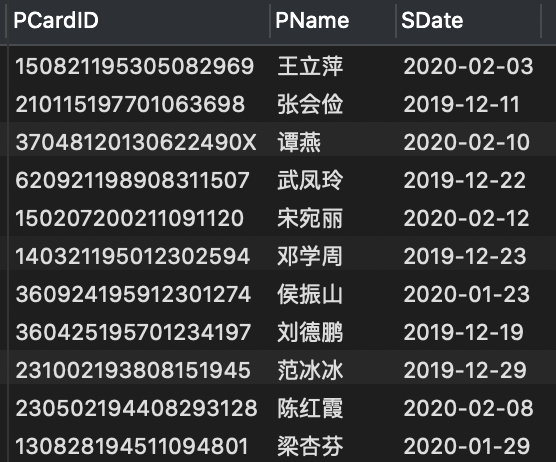 PCardID PName SDate
150821195305082969 王立萍 2020-02-03
210115197701063698 张会俭 2019-12-11
37048120130622490X 谭燕 2020-02-10
620921198908311507 武凤玲 2019-12-22
150207200211091120 宋宛丽 2020-02-12
140321195012302594 邓学周 2019-12-23
360924195912301274 侯振山 2020-01-23
360425195701234197 刘德鹏 2019-12-19
231002193808151945 范冰冰 2019-12-29
230502194408293128 陈红霞 2020-02-08
130828194511094801 梁杏芬 2020-01-29